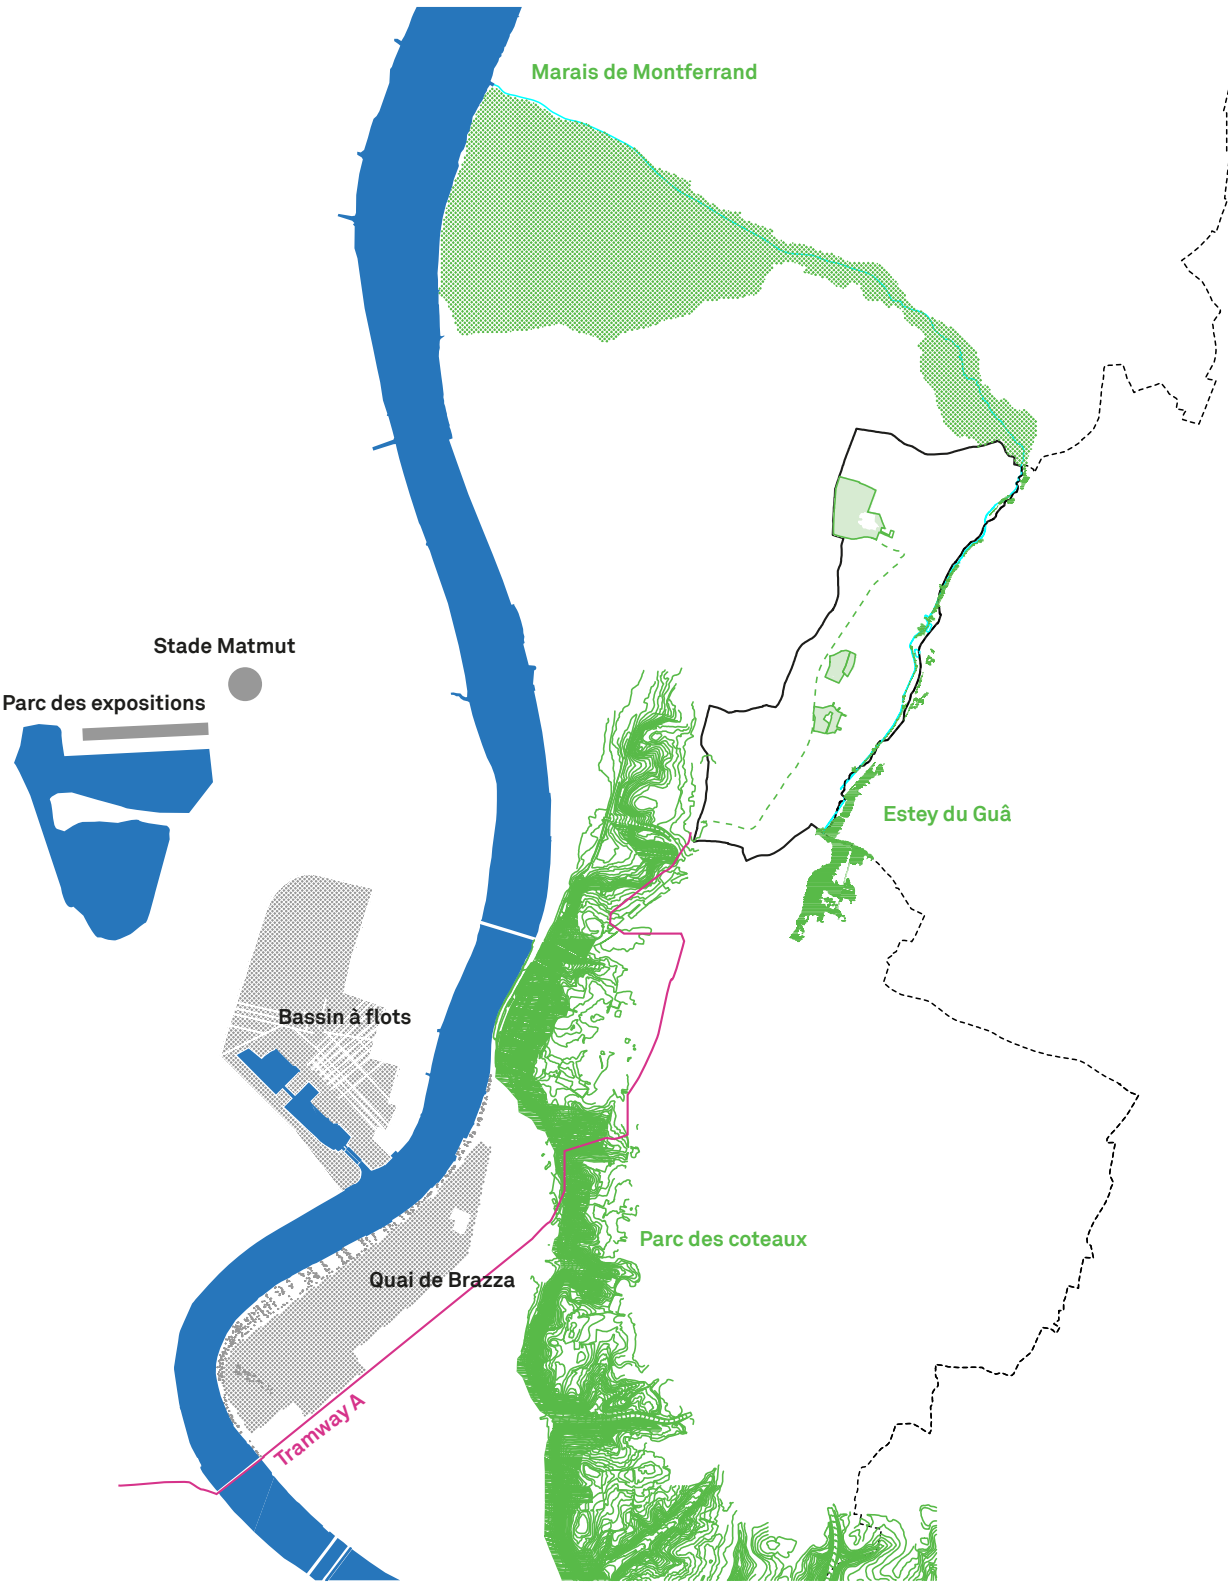 Marais de Montferrand
Stade Matmut
Parc des expositions
Estey du Guâ
Bassin à flots
Parc des coteaux
Quai de Brazza
Tramway A